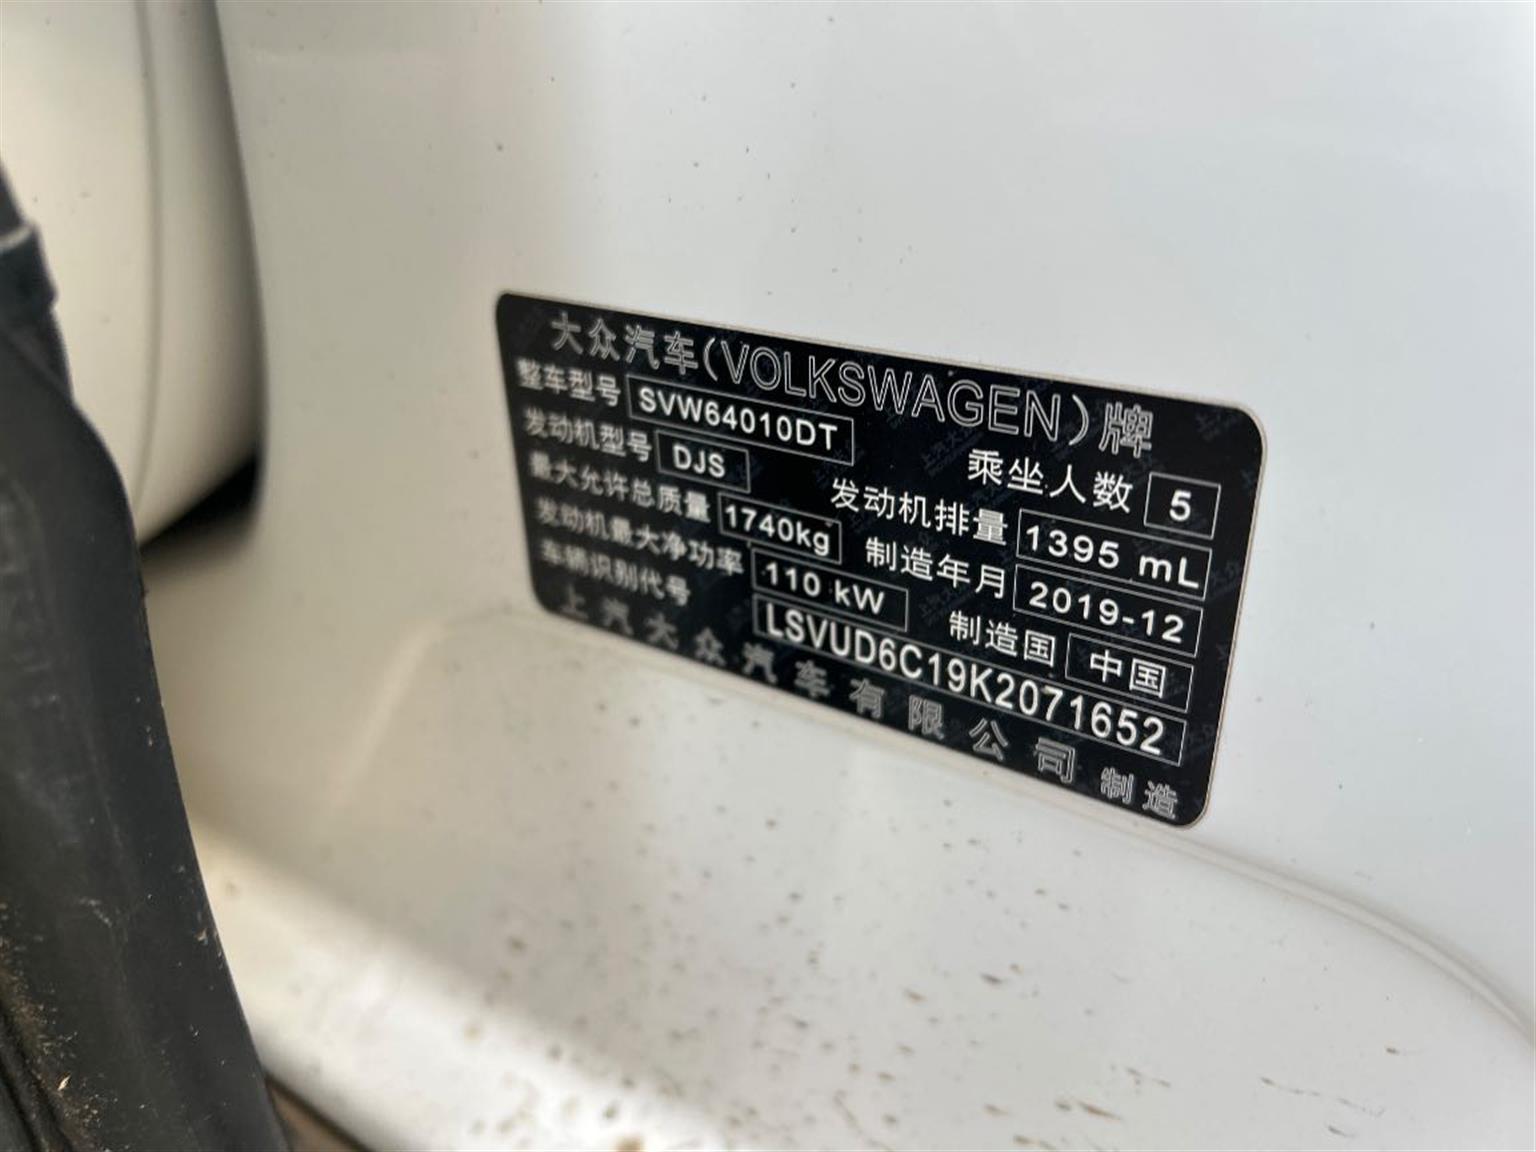 大众汽车(VOLKSWAGEN)牌
整车型号 SVW64010DT 乘坐人数 5
发动机型号 DJS 发动机排量 1395 mL
最大允许总质量 1740kg 制造年月 2019-12
发动机最大净功率 110 kW 制造国 中国
车辆识别代号 LSVUD6C19K2071652
上汽大众汽车有限公司 制造